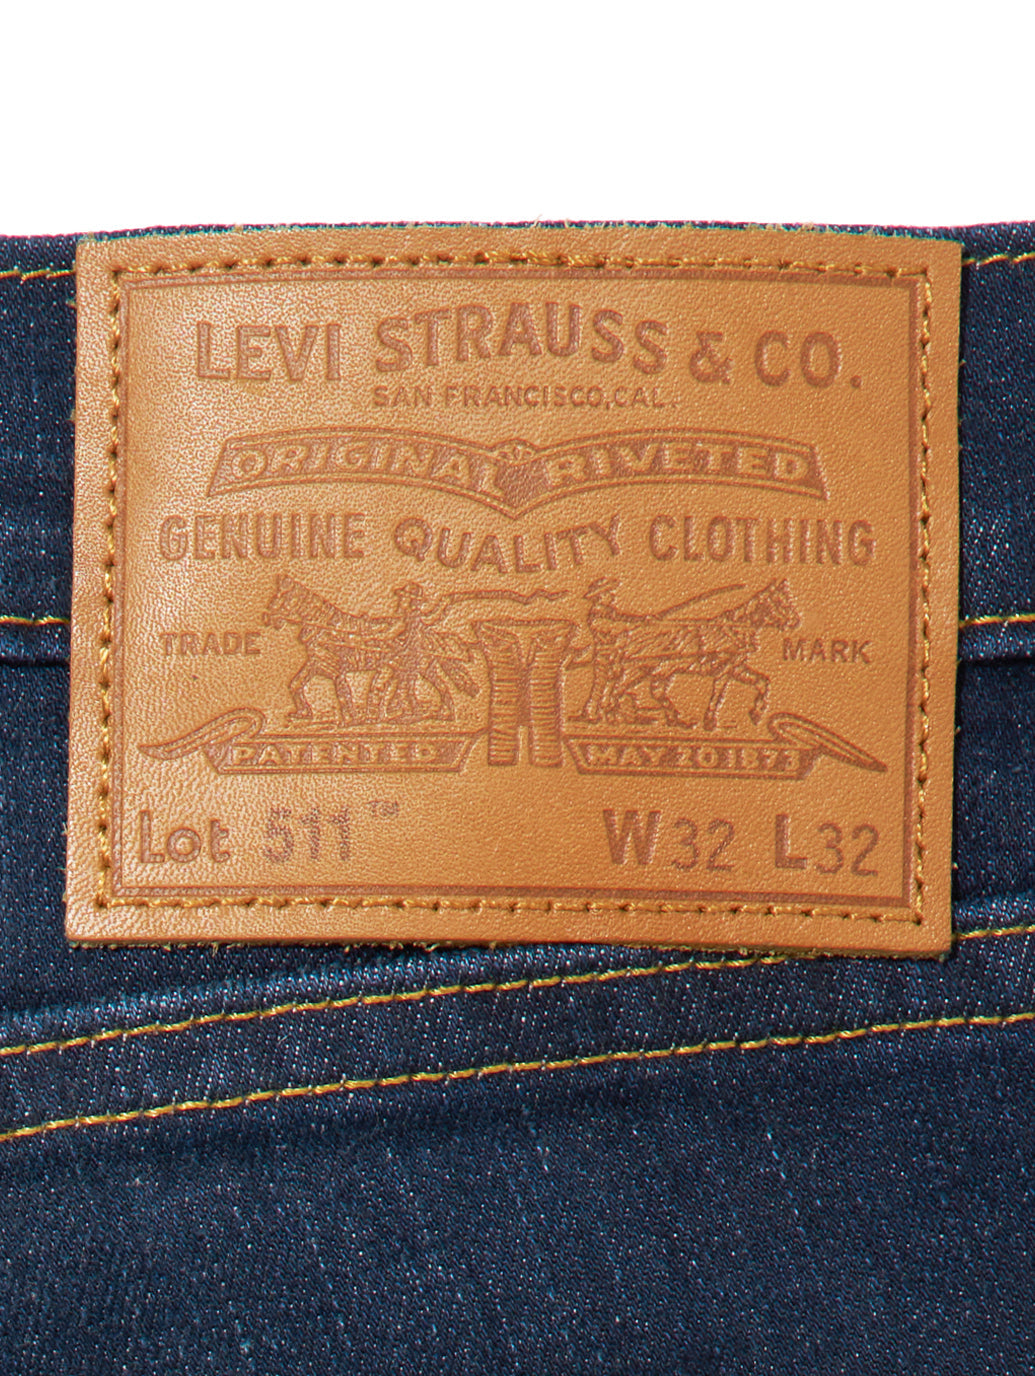 LEVI STRAUSS & CO.
SAN FRANCISCO, CAL.
ORIGINAL RIVETED
GENUINE QUALITY CLOTHING
TRADE MARK
PATENTED MAY 20 1873
Lot 511™ W32 L32